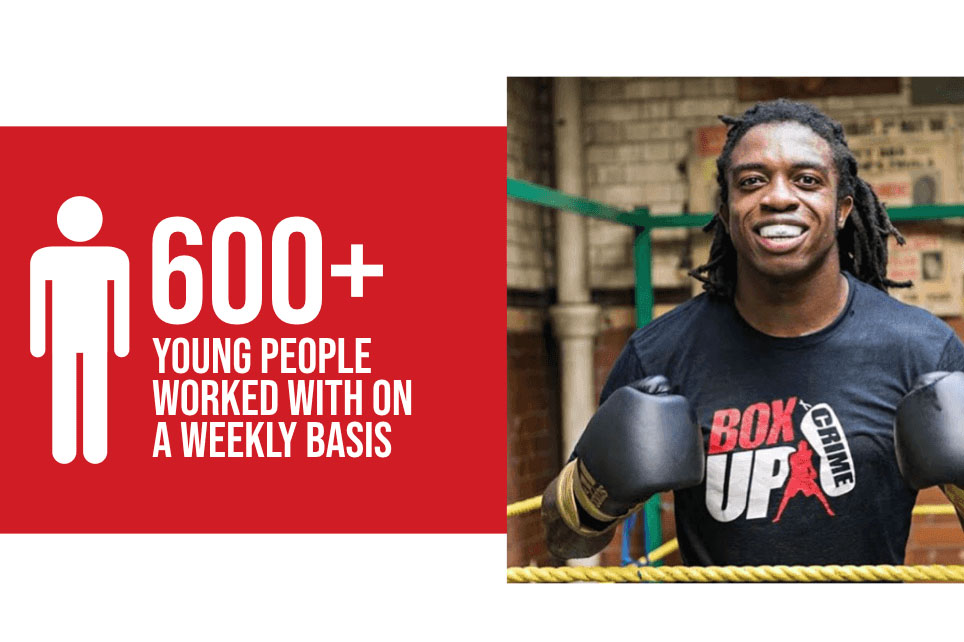 600+
YOUNG PEOPLE
WORKED WITH ON
A WEEKLY BASIS
BOX
UP
CRIME